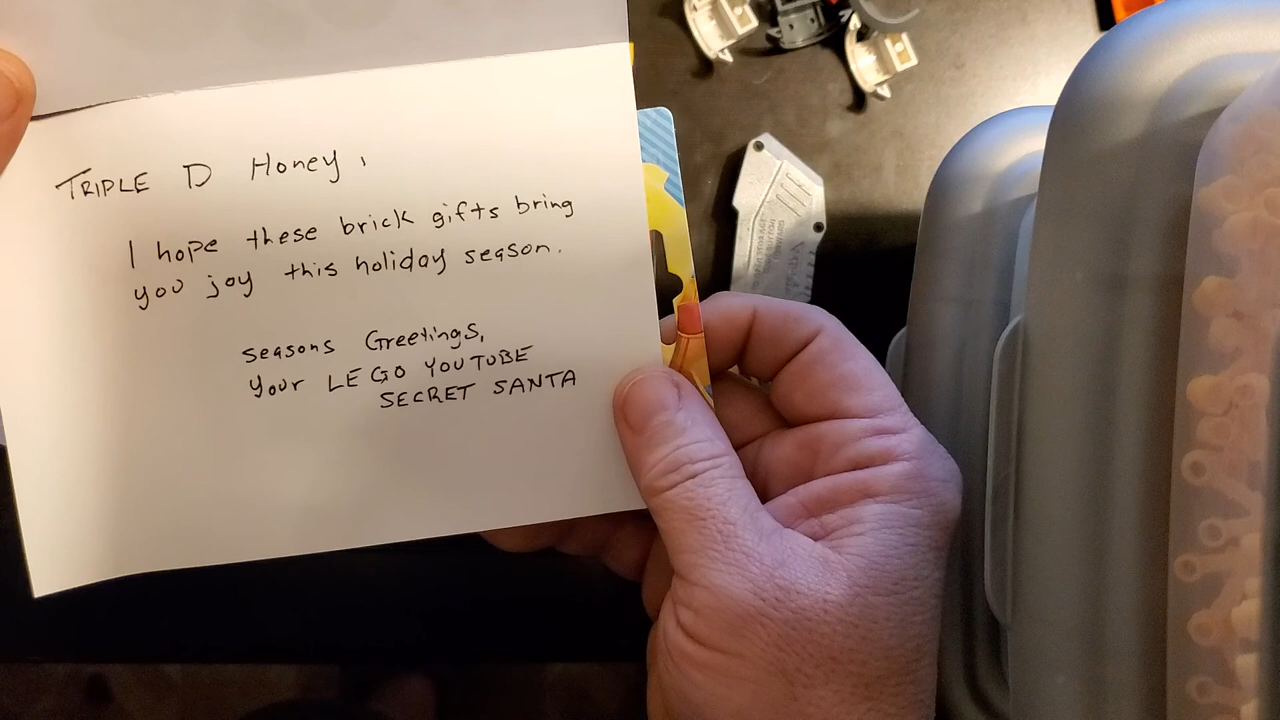 TRIPLE D Honey,
I hope these brick gifts bring
you joy this holiday season.
seasons Greetings,
your LEGO YOUTUBE
SECRET SANTA